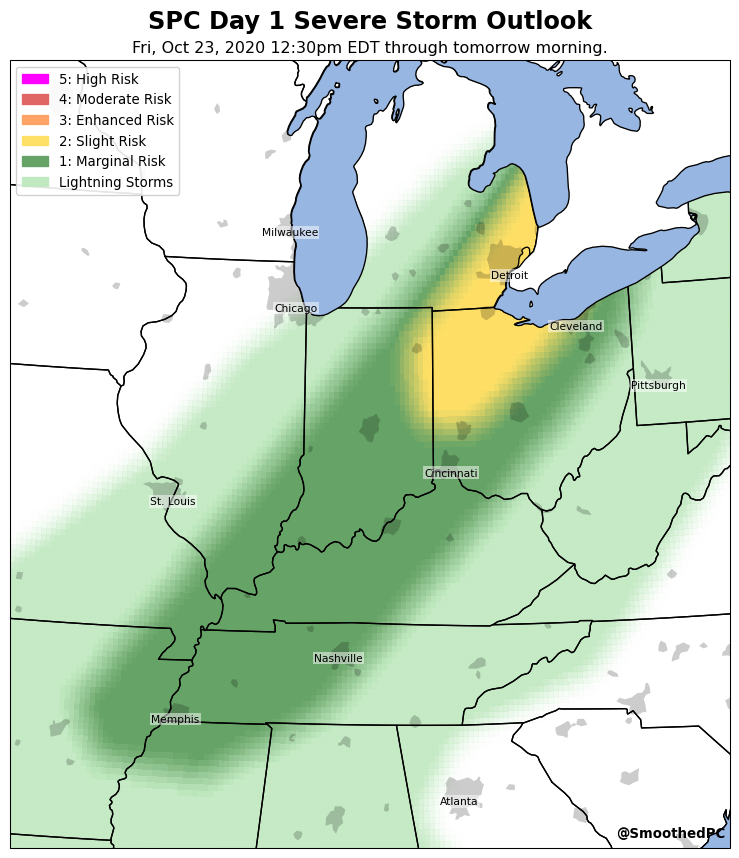 SPC Day 1 Severe Storm Outlook
Fri, Oct 23, 2020 12:30pm EDT through tomorrow morning.
5: High Risk
4: Moderate Risk
3: Enhanced Risk
2: Slight Risk
1: Marginal Risk
Lightning Storms
Milwaukee
Detroit
Chicago
Cleveland
Pittsburgh
Cincinnati
St. Louis
Nashville
Memphis
Atlanta
@SmoothedPC